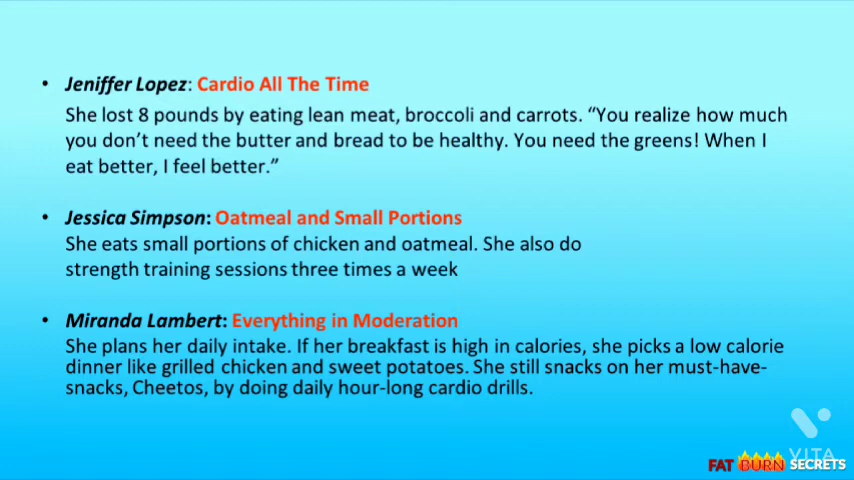 • Jeniffer Lopez: Cardio All The Time
She lost 8 pounds by eating lean meat, broccoli and carrots. “You realize how much
you don’t need the butter and bread to be healthy. You need the greens! When I
eat better, I feel better.”
• Jessica Simpson: Oatmeal and Small Portions
She eats small portions of chicken and oatmeal. She also do
strength training sessions three times a week
• Miranda Lambert: Everything in Moderation
She plans her daily intake. If her breakfast is high in calories, she picks a low calorie
dinner like grilled chicken and sweet potatoes. She still snacks on her must-have-
snacks, Cheetos, by doing daily hour-long cardio drills.
VITA
FAT BURN SECRETS